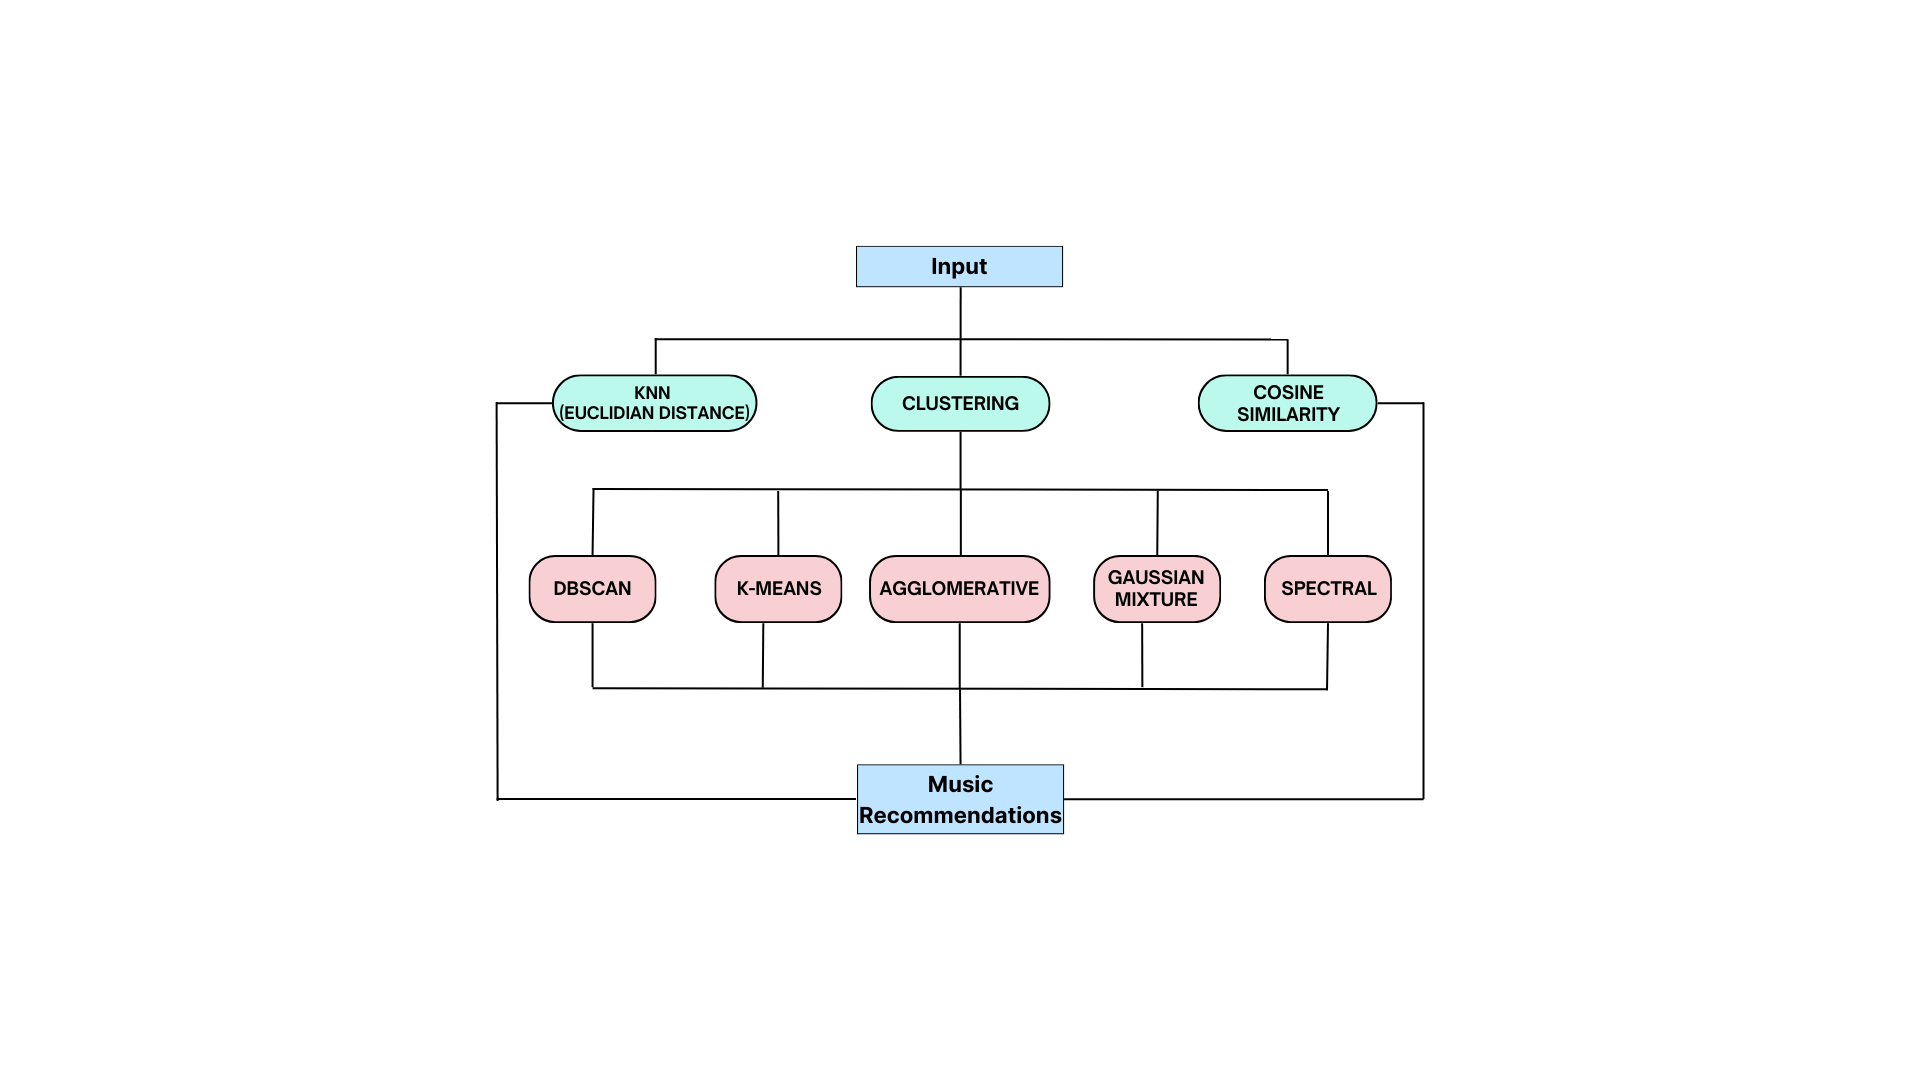 Input
KNN
(EUCLIDIAN DISTANCE)
CLUSTERING
COSINE
SIMILARITY
DBSCAN
K-MEANS
AGGLOMERATIVE
GAUSSIAN
MIXTURE
SPECTRAL
Music
Recommendations